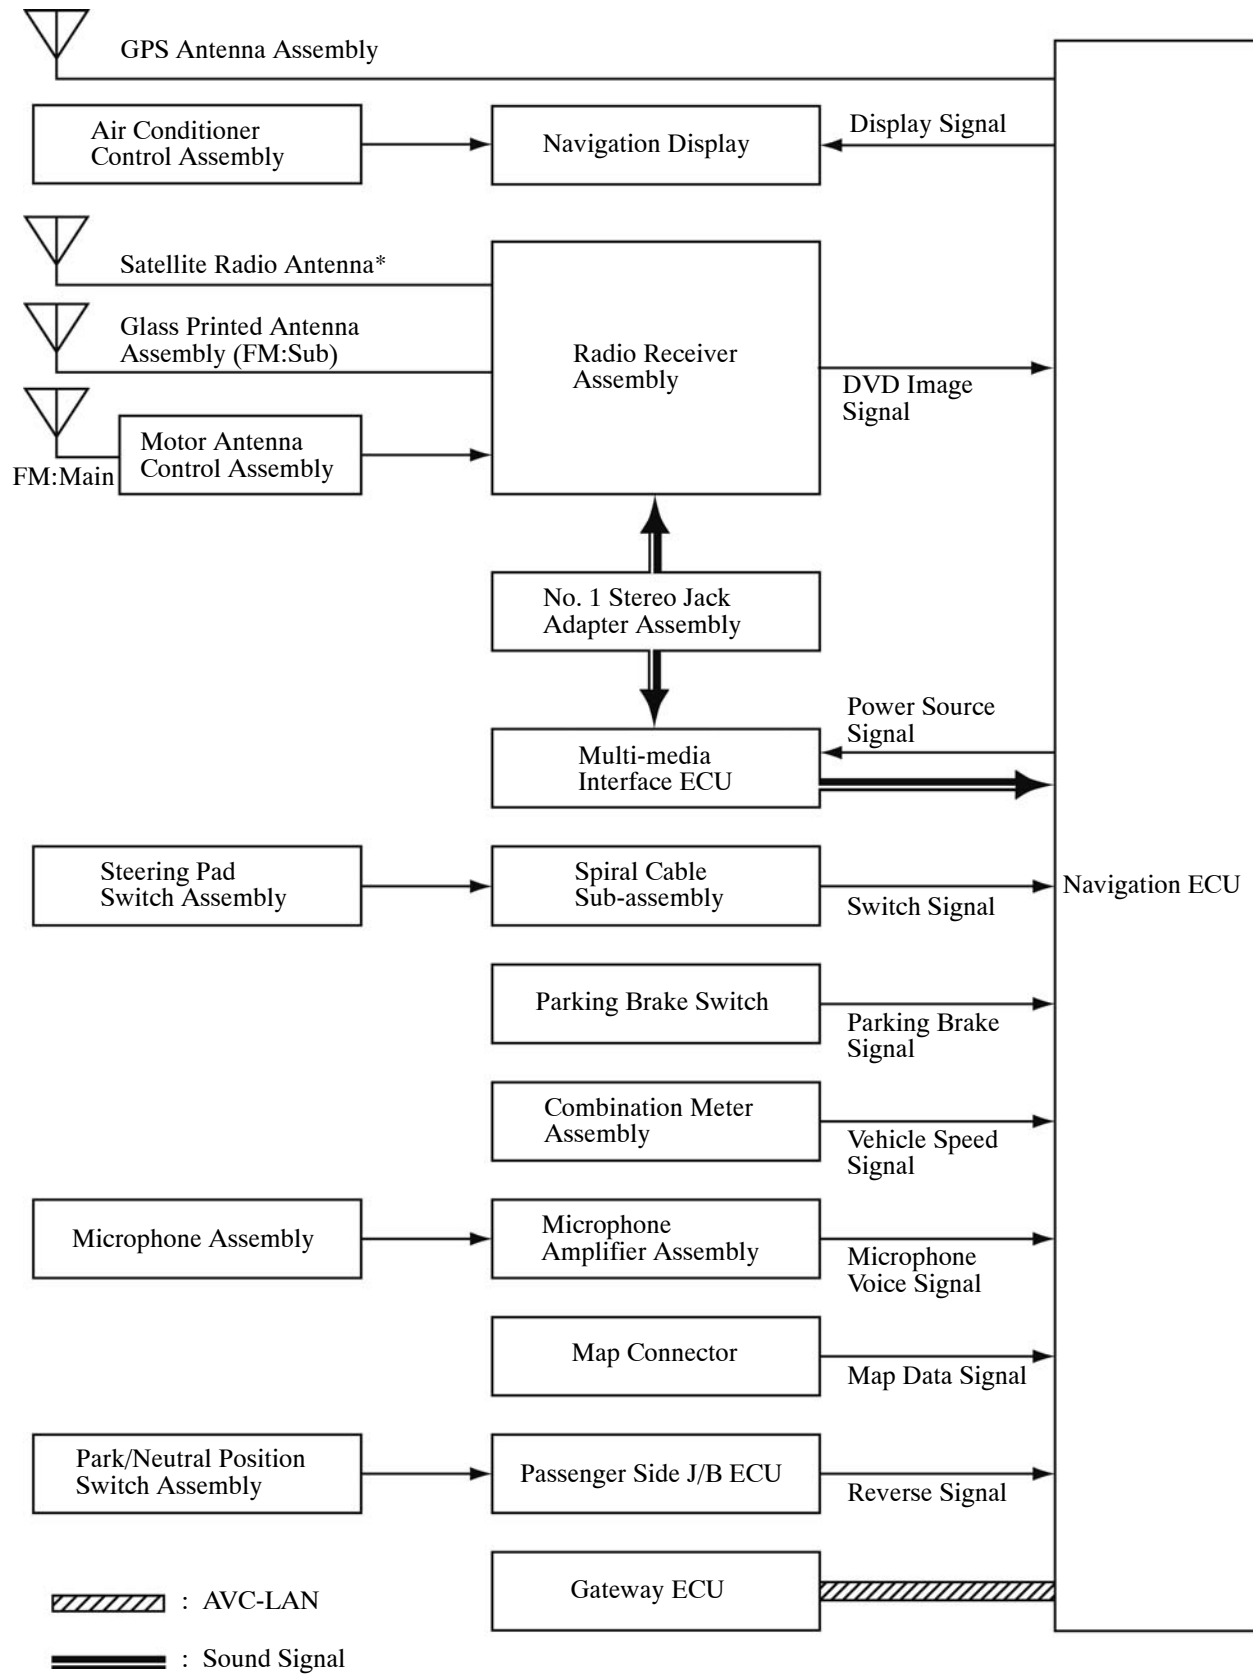 GPS Antenna Assembly
Air Conditioner
Control Assembly
Navigation Display
Display Signal
Satellite Radio Antenna*
Glass Printed Antenna
Assembly (FM:Sub)
Radio Receiver
Assembly
DVD Image
Signal
Motor Antenna
Control Assembly
FM:Main
No. 1 Stereo Jack
Adapter Assembly
Power Source
Signal
Multi-media
Interface ECU
Steering Pad
Switch Assembly
Spiral Cable
Sub-assembly
Switch Signal
Navigation ECU
Parking Brake Switch
Parking Brake
Signal
Combination Meter
Assembly
Vehicle Speed
Signal
Microphone Assembly
Microphone
Amplifier Assembly
Microphone
Voice Signal
Map Connector
Map Data Signal
Park/Neutral Position
Switch Assembly
Passenger Side J/B ECU
Reverse Signal
Gateway ECU
: AVC-LAN
: Sound Signal